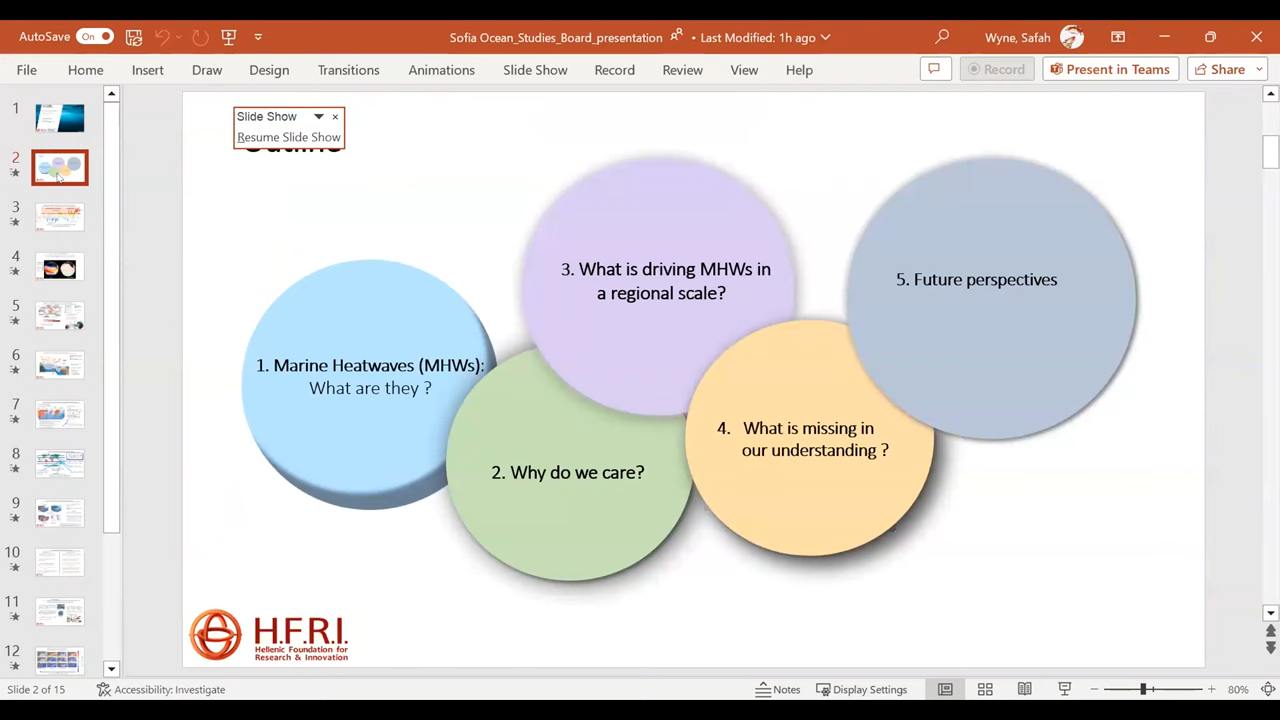 AutoSave
On
Sofia Ocean_Studies_Board_presentation
• Last Modified: 1h ago
Wyne, Safah
File
Home
Insert
Draw
Design
Transitions
Animations
Slide Show
Record
Review
View
Help
Record
Present in Teams
Share
Slide Show
Resume Slide Show
1
2
3
4
5
6
7
8
9
10
11
12
3. What is driving MHWs in
a regional scale?
5. Future perspectives
1. Marine Heatwaves (MHWs):
What are they ?
4. What is missing in
our understanding ?
2. Why do we care?
H.F.R.I.
Hellenic Foundation for
Research & Innovation
Slide 2 of 15
Accessibility: Investigate
Notes
Display Settings
80%